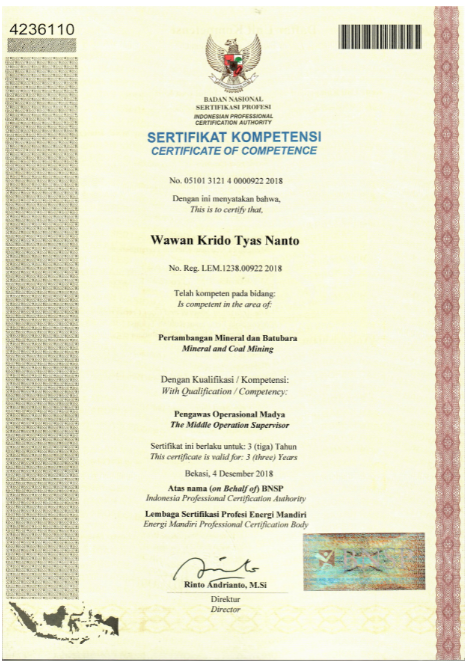 4236110
BADAN NASIONAL
SERTIFIKASI PROFESI
INDONESIAN PROFESSIONAL
CERTIFICATION AUTHORITY
SERTIFIKAT KOMPETENSI
CERTIFICATE OF COMPETENCE
No. 05101 3121 4 0000922 2018
Dengan ini menyatakan bahwa,
This is to certify that,
Wawan Krido Tyas Nanto
No. Reg. LEM.1238.00922 2018
Telah kompeten pada bidang:
Is competent in the area of:
Pertambangan Mineral dan Batubara
Mineral and Coal Mining
Dengan Kualifikasi / Kompetensi:
With Qualification / Competency:
Pengawas Operasional Madya
The Middle Operation Supervisor
Sertifikat ini berlaku untuk: 3 (tiga) Tahun
This certificate is valid for: 3 (three) Years
Bekasi, 4 Desember 2018
Atas nama (on Behalf of) BNSP
Indonesia Professional Certification Authority
Lembaga Sertifikasi Profesi Energi Mandiri
Energi Mandiri Professional Certification Body
Rinto Andrianto, M.Si
Direktur
Director